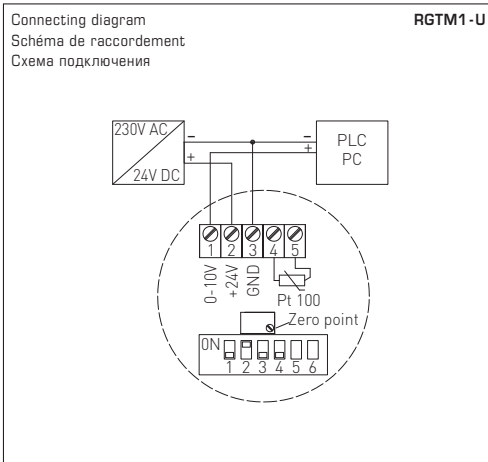 Connecting diagram
RGTM1-U
Schéma de raccordement
Схема подключения
230V AC
24V DC
−
+
−
+
PLC
PC
1 2 3 4 5
0-10V
+24V
GND
Pt 100
Zero point
ON
1 2 3 4 5 6